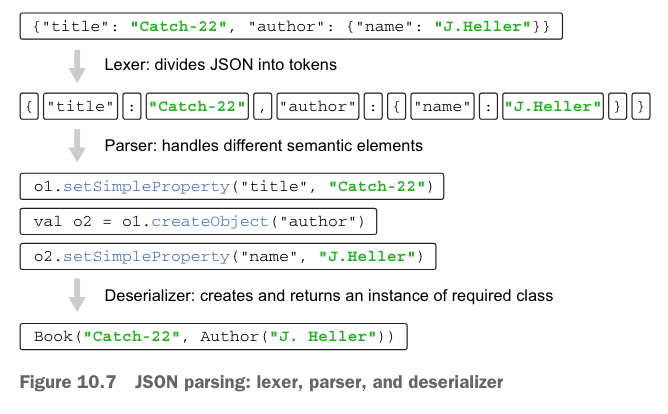 {"title": "Catch-22", "author": {"name": "J.Heller"}}
Lexer: divides JSON into tokens
{ "title" : "Catch-22" , "author" : { "name" : "J.Heller" } }
Parser: handles different semantic elements
o1.setSimpleProperty("title", "Catch-22")
val o2 = o1.createObject("author")
o2.setSimpleProperty("name", "J.Heller")
Deserializer: creates and returns an instance of required class
Book("Catch-22", Author("J. Heller"))
Figure 10.7 JSON parsing: lexer, parser, and deserializer